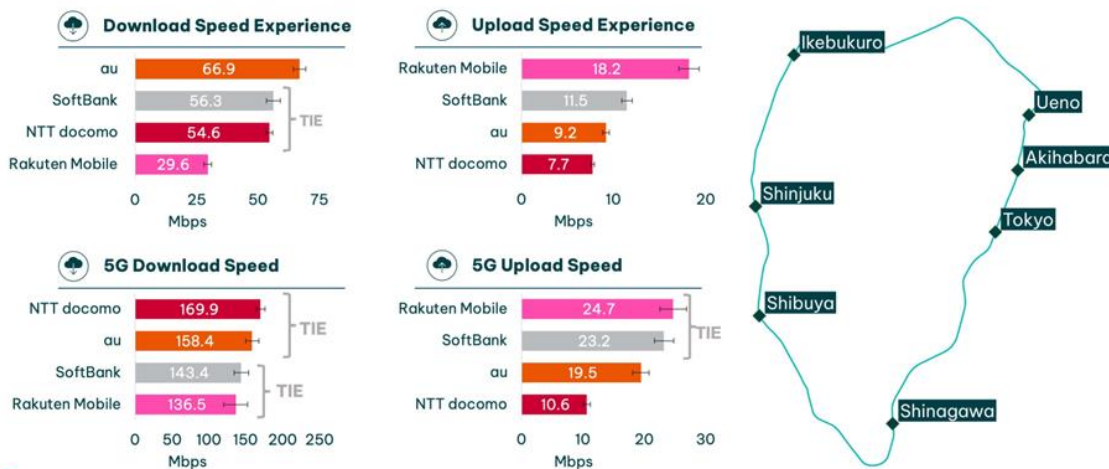 Download Speed Experience
au
66.9
SoftBank
56.3
NTT docomo
54.6
Rakuten Mobile
29.6
TIE
0 25 50 75
Mbps
Upload Speed Experience
Rakuten Mobile
18.2
SoftBank
11.5
au
9.2
NTT docomo
7.7
0 10 20
Mbps
5G Download Speed
NTT docomo
169.9
au
158.4
TIE
SoftBank
143.4
Rakuten Mobile
136.5
TIE
0 50 100 150 200 250
Mbps
5G Upload Speed
Rakuten Mobile
24.7
SoftBank
23.2
TIE
au
19.5
NTT docomo
10.6
0 10 20 30
Mbps
Ikebukuro
Ueno
Akihabara
Tokyo
Shinjuku
Shibuya
Shinagawa